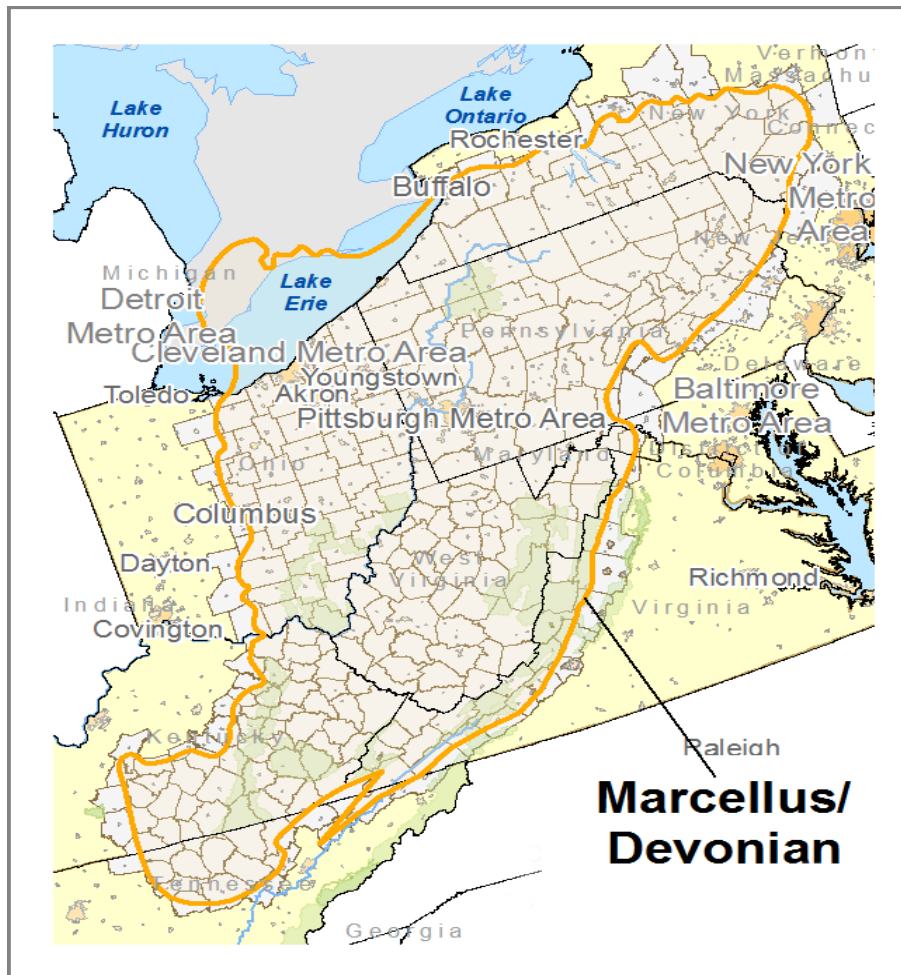 Vermont
Massachu
Lake
Huron
Lake
Ontario
New York
Rochester
Connec
Buffalo
New York
Metro
Area
Michigan
Lake
Erie
Detroit
Metro Area
Pennsylvania
Cleveland Metro Area
Delaware
Toledo
Youngstown
Akron
Baltimore
Metro Area
Pittsburgh Metro Area
Maryland
District of
Columbia
Ohio
Columbus
Dayton
West
Virginia
Richmond
Indiana
Virginia
Covington
Kentucky
Raleigh
Marcellus/
Devonian
Tennessee
Georgia